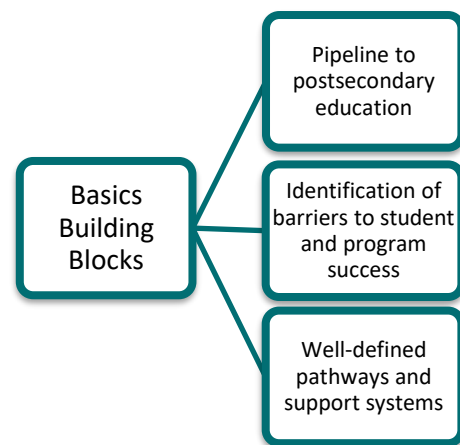 Basics
Building
Blocks
Pipeline to
postsecondary
education
Identification of
barriers to student
and program
success
Well-defined
pathways and
support systems